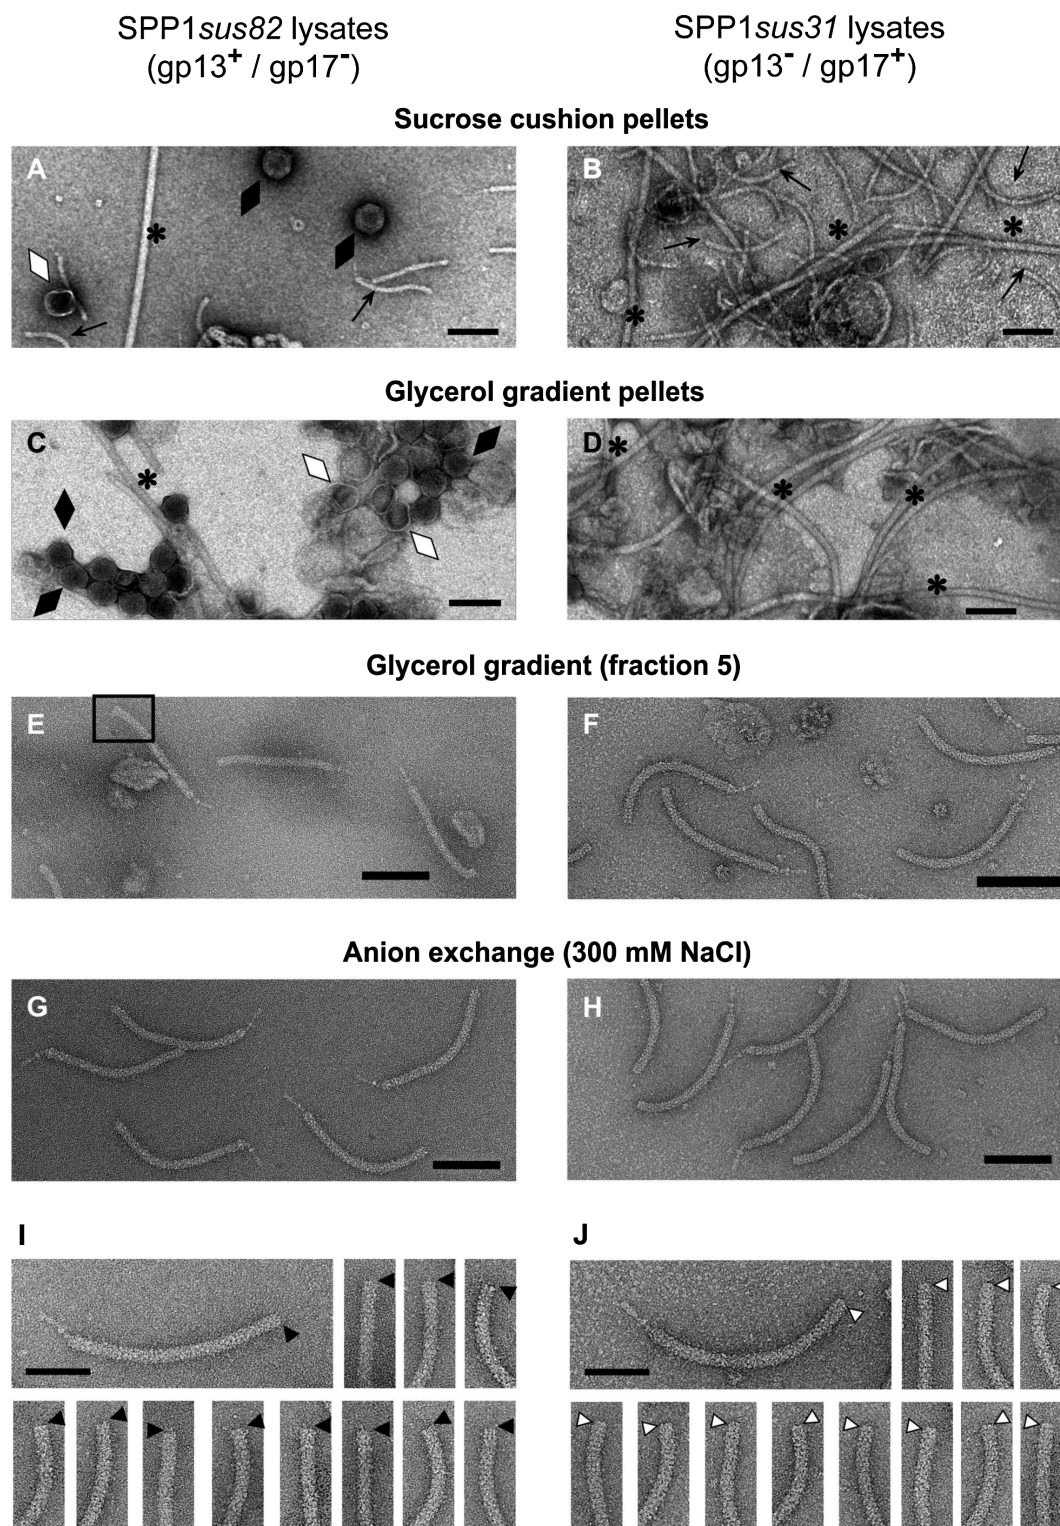 SPP1sus82 lysates
(gp13+ / gp17-)
SPP1sus31 lysates
(gp13- / gp17+)
Sucrose cushion pellets
A
B
Glycerol gradient pellets
C
D
Glycerol gradient (fraction 5)
E
F
Anion exchange (300 mM NaCl)
G
H
I
J